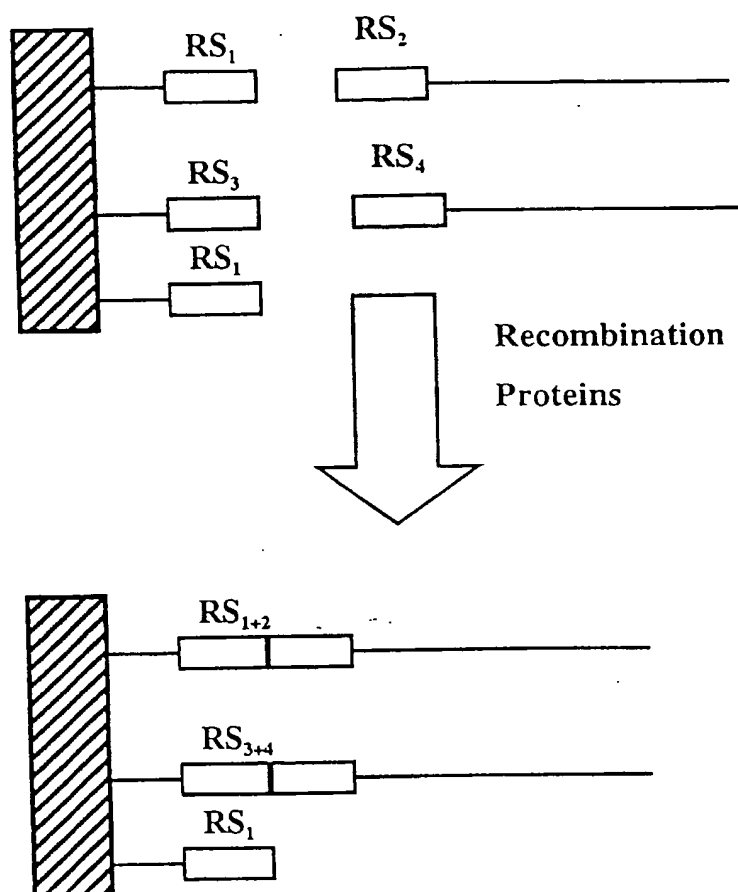 RS₁ RS₂
RS₃ RS₄
RS₁
Recombination
Proteins
RS₁₊₂
RS₃₊₄
RS₁